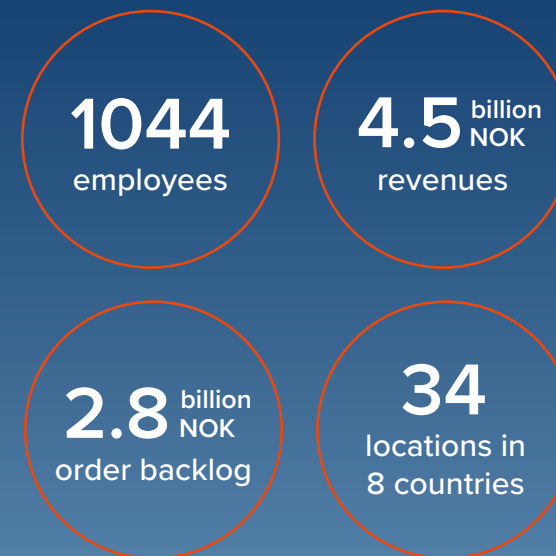 1044
employees
4.5 billion NOK
revenues
2.8 billion NOK
order backlog
34
locations in
8 countries